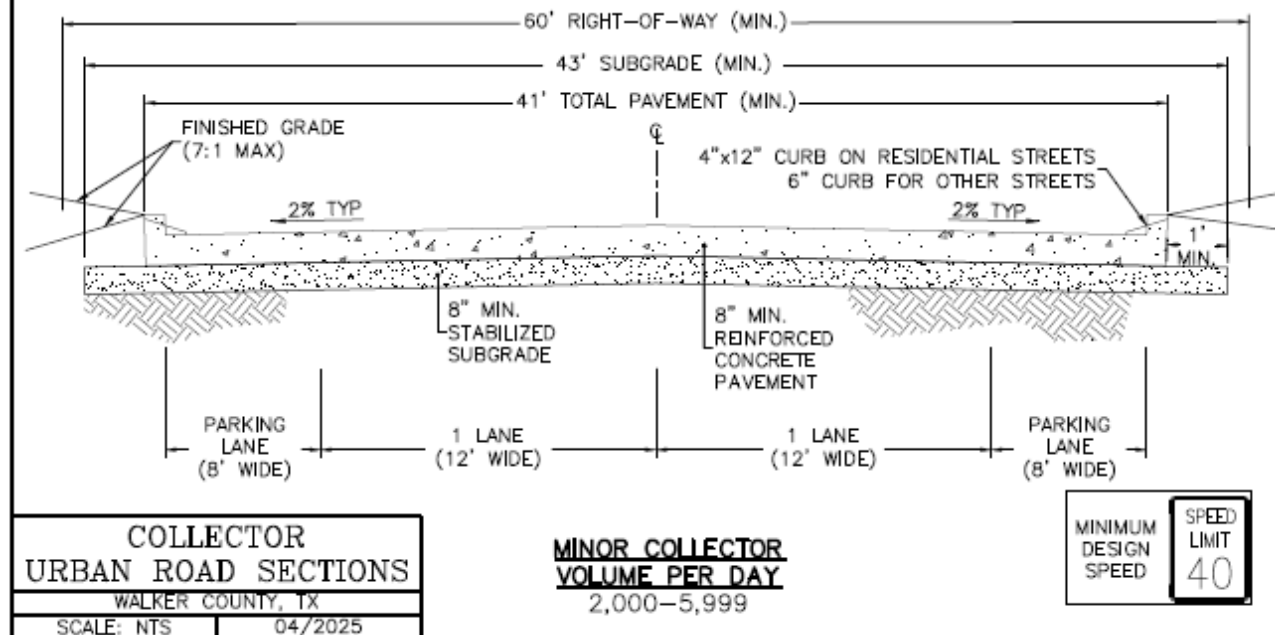 60' RIGHT-OF-WAY (MIN.)
43' SUBGRADE (MIN.)
41' TOTAL PAVEMENT (MIN.)
FINISHED GRADE
(7:1 MAX)
℄
4"x12" CURB ON RESIDENTIAL STREETS
6" CURB FOR OTHER STREETS
2% TYP
2% TYP
1'
MIN.
8" MIN.
STABILIZED
SUBGRADE
8" MIN.
REINFORCED
CONCRETE
PAVEMENT
PARKING
LANE
(8' WIDE)
1 LANE
(12' WIDE)
1 LANE
(12' WIDE)
PARKING
LANE
(8' WIDE)
COLLECTOR
URBAN ROAD SECTIONS
WALKER COUNTY, TX
SCALE: NTS
04/2025
MINOR COLLECTOR
VOLUME PER DAY
2,000-5,999
MINIMUM
DESIGN
SPEED
SPEED
LIMIT
40